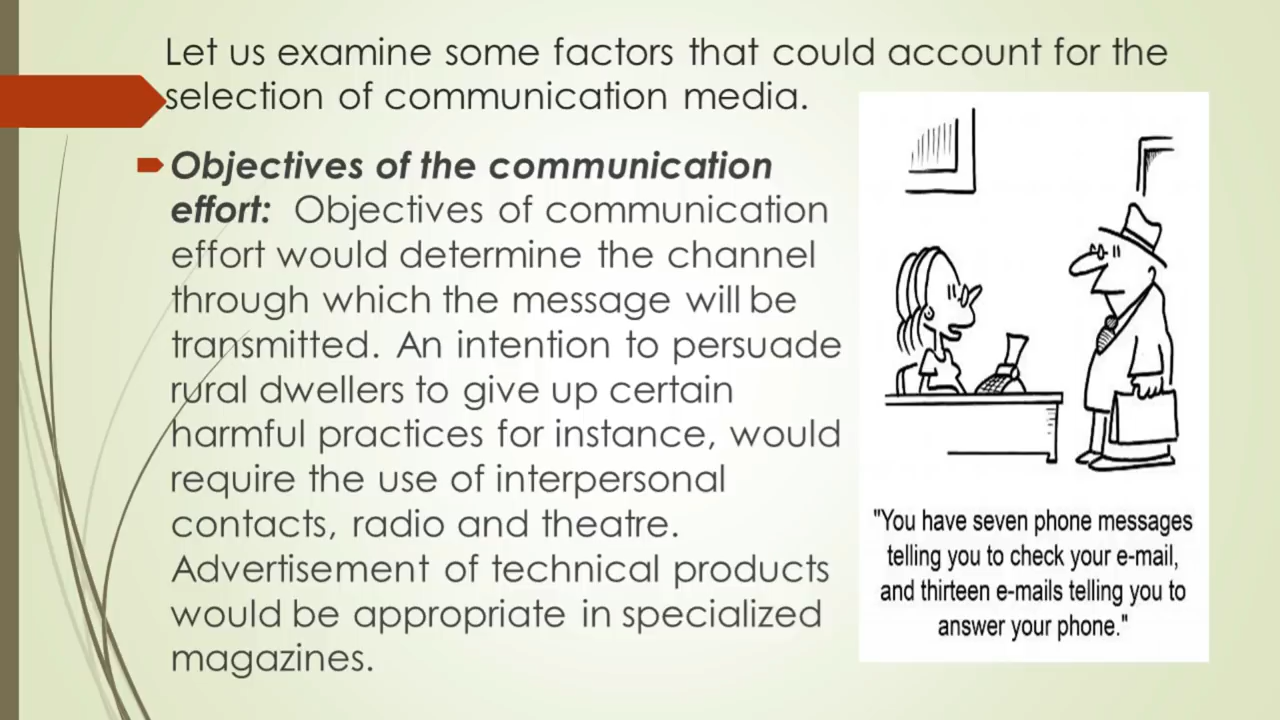 Let us examine some factors that could account for the
selection of communication media.
Objectives of the communication
effort: Objectives of communication
effort would determine the channel
through which the message will be
transmitted. An intention to persuade
rural dwellers to give up certain
harmful practices for instance, would
require the use of interpersonal
contacts, radio and theatre.
Advertisement of technical products
would be appropriate in specialized
magazines.
"You have seven phone messages
telling you to check your e-mail,
and thirteen e-mails telling you to
answer your phone."